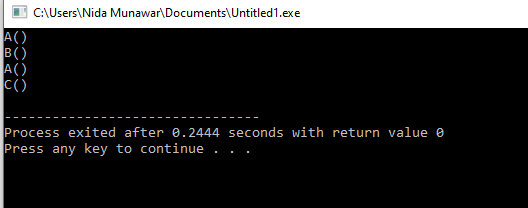 C:\Users\Nida Munawar\Documents\Untitled1.exe
A()
B()
A()
C()
--------------------------------
Process exited after 0.2444 seconds with return value 0
Press any key to continue . . .